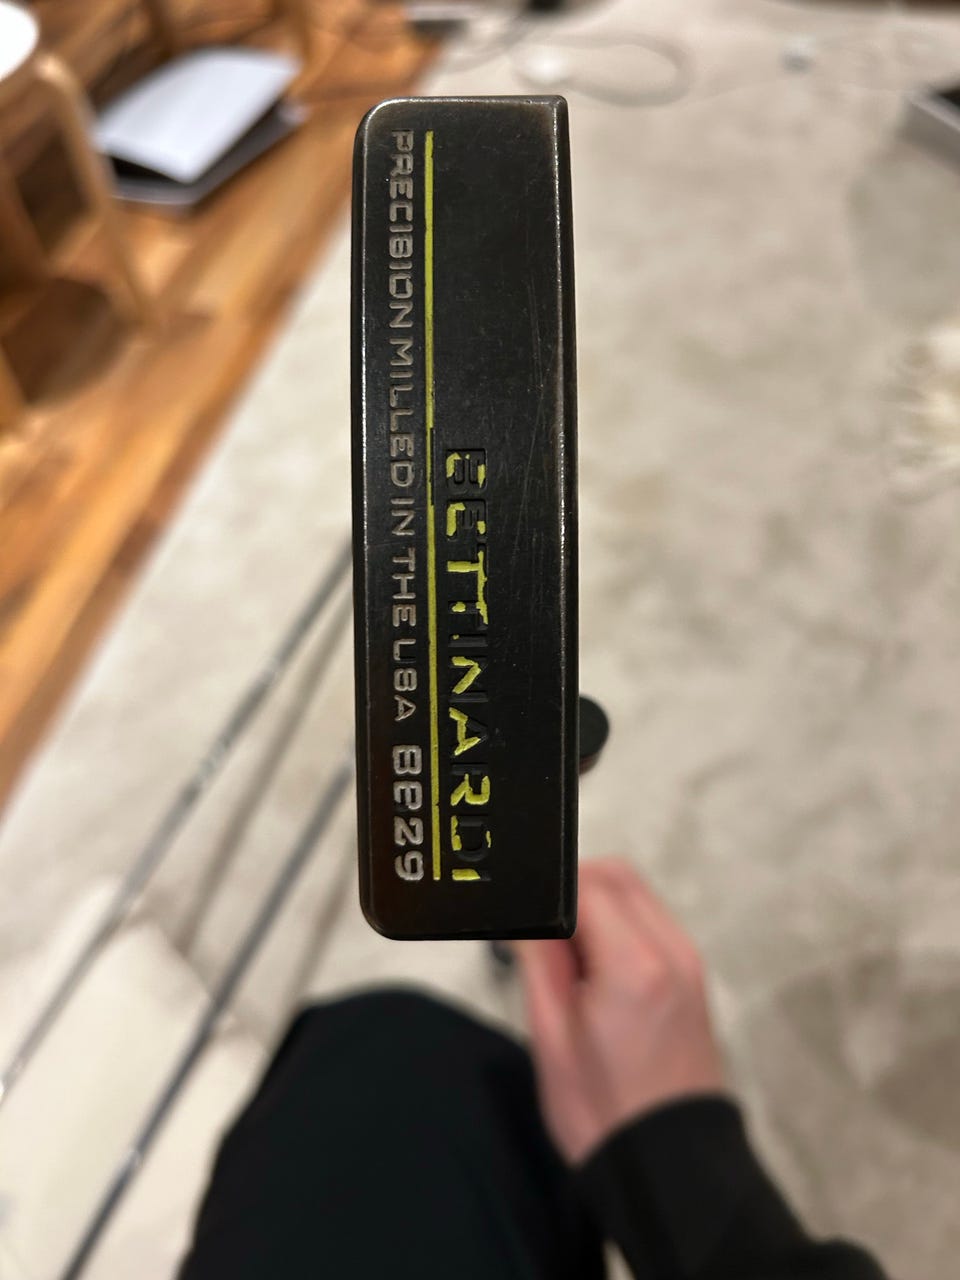 BETTINARDI
PRECISION MILLED IN THE USA BB29